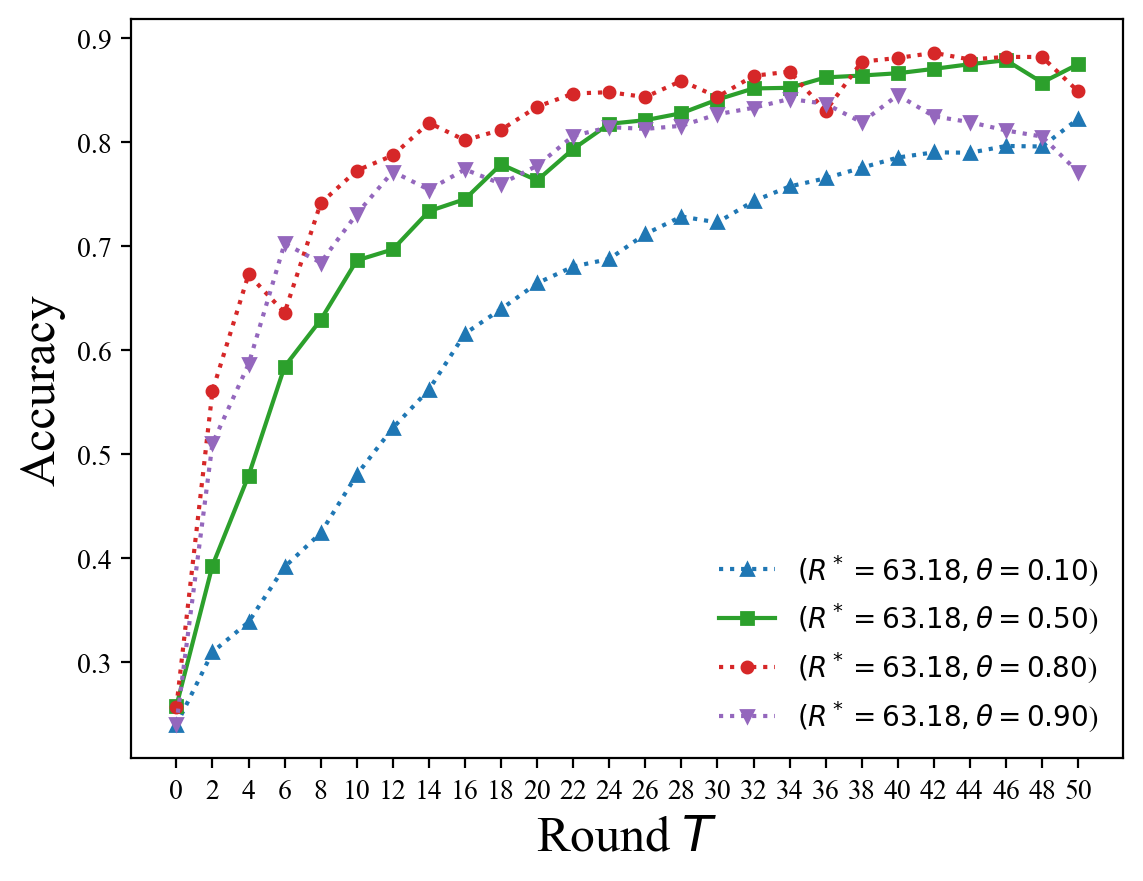 0.9
0.8
0.7
0.6
0.5
0.4
0.3
Accuracy
(R* = 63.18, θ = 0.10)
(R* = 63.18, θ = 0.50)
(R* = 63.18, θ = 0.80)
(R* = 63.18, θ = 0.90)
0 2 4 6 8 10 12 14 16 18 20 22 24 26 28 30 32 34 36 38 40 42 44 46 48 50
Round T